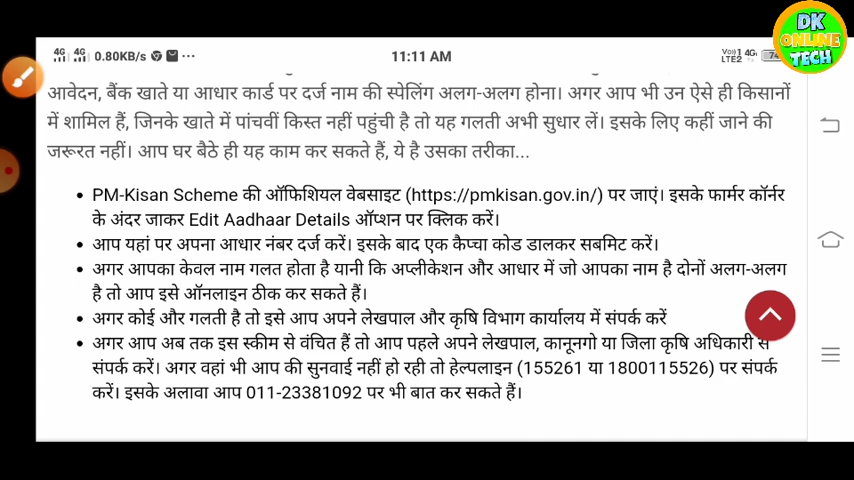 DK
ONLINE
TECH
4G 4G 0.80KB/s ··· 11:11 AM Vo)) 1 4G LTE2 74
आवेदन, बैंक खाते या आधार कार्ड पर दर्ज नाम की स्पेलिंग अलग-अलग होना। अगर आप भी उन ऐसे ही किसानों
में शामिल हैं, जिनके खाते में पांचवीं किस्त नहीं पहुंची है तो यह गलती अभी सुधार लें। इसके लिए कहीं जाने की
जरूरत नहीं। आप घर बैठे ही यह काम कर सकते हैं, ये है उसका तरीका...
• PM-Kisan Scheme की ऑफिशियल वेबसाइट (https://pmkisan.gov.in/) पर जाएं। इसके फार्मर कॉर्नर
के अंदर जाकर Edit Aadhaar Details ऑप्शन पर क्लिक करें।
• आप यहां पर अपना आधार नंबर दर्ज करें। इसके बाद एक कैप्चा कोड डालकर सबमिट करें।
• अगर आपका केवल नाम गलत होता है यानी कि अप्लीकेशन और आधार में जो आपका नाम है दोनों अलग-अलग
है तो आप इसे ऑनलाइन ठीक कर सकते हैं।
• अगर कोई और गलती है तो इसे आप अपने लेखपाल और कृषि विभाग कार्यालय में संपर्क करें
• अगर आप अब तक इस स्कीम से वंचित हैं तो आप पहले अपने लेखपाल, कानूनगो या जिला कृषि अधिकारी से
संपर्क करें। अगर वहां भी आप की सुनवाई नहीं हो रही तो हेल्पलाइन (155261 या 1800115526) पर संपर्क
करें। इसके अलावा आप 011-23381092 पर भी बात कर सकते हैं।